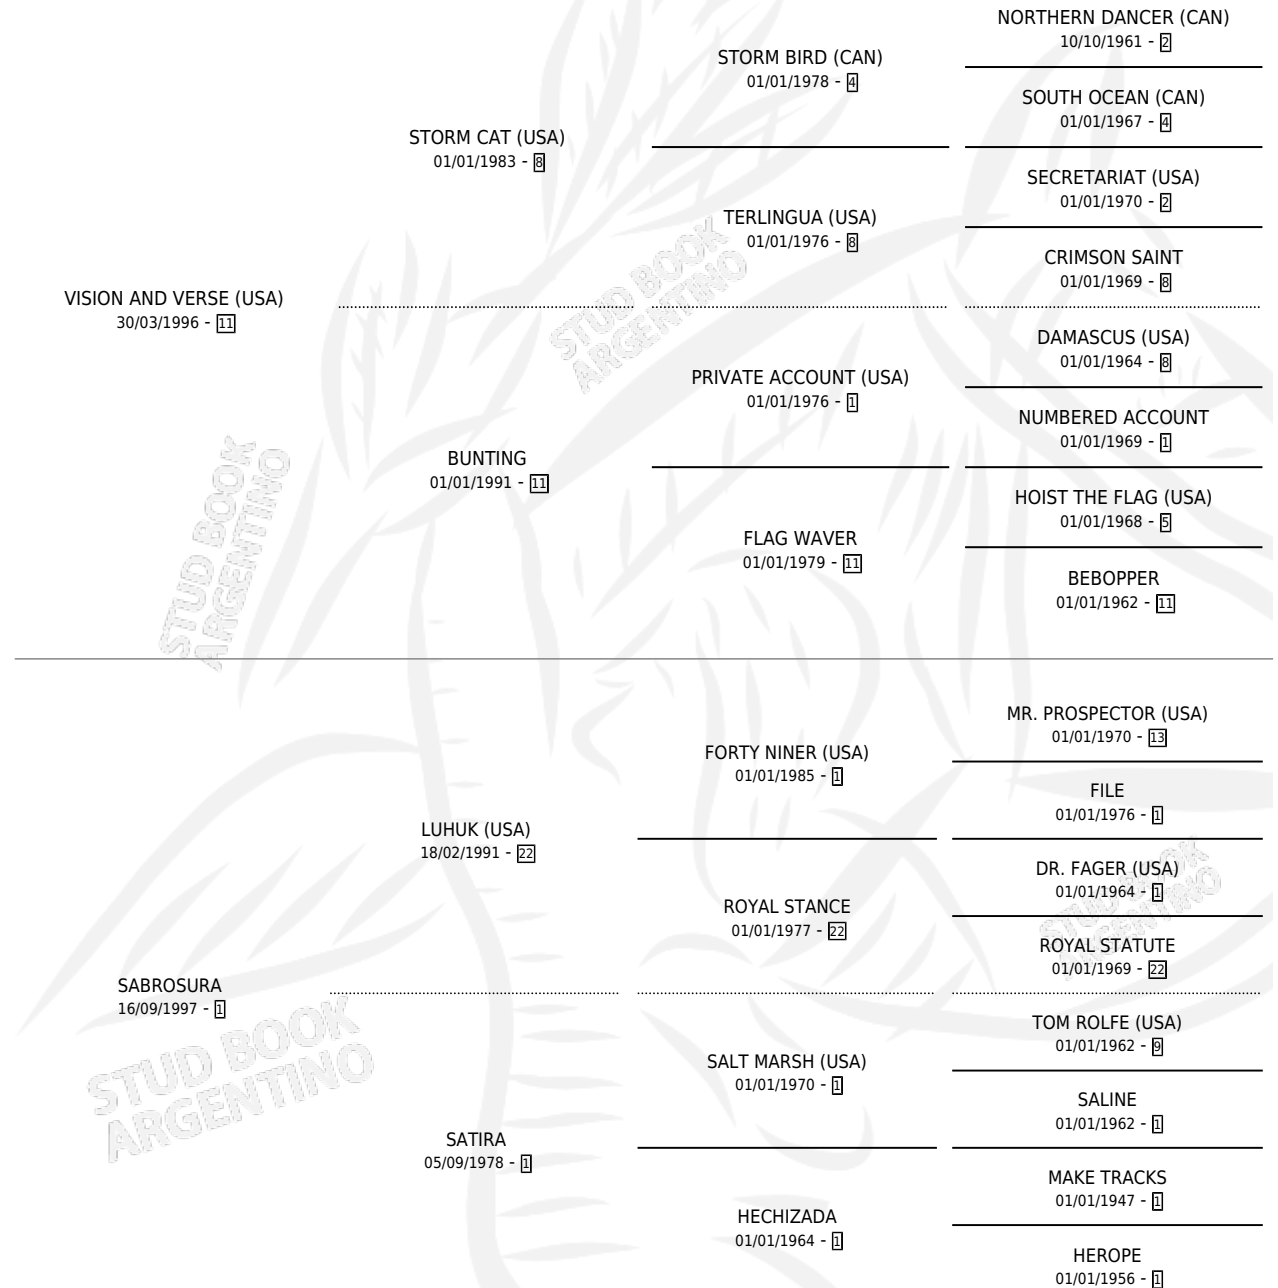 NORTHERN DANCER (CAN)
10/10/1961 - 2
STORM BIRD (CAN)
01/01/1978 - 4
SOUTH OCEAN (CAN)
01/01/1967 - 4
STORM CAT (USA)
01/01/1983 - 8
SECRETARIAT (USA)
01/01/1970 - 2
TERLINGUA (USA)
01/01/1976 - 8
CRIMSON SAINT
01/01/1969 - 8
VISION AND VERSE (USA)
30/03/1996 - 11
DAMASCUS (USA)
01/01/1964 - 8
PRIVATE ACCOUNT (USA)
01/01/1976 - 1
NUMBERED ACCOUNT
01/01/1969 - 1
BUNTING
01/01/1991 - 11
HOIST THE FLAG (USA)
01/01/1968 - 5
FLAG WAVER
01/01/1979 - 11
BEBOPPER
01/01/1962 - 11
MR. PROSPECTOR (USA)
01/01/1970 - 13
FORTY NINER (USA)
01/01/1985 - 1
FILE
01/01/1976 - 1
LUHUK (USA)
18/02/1991 - 22
DR. FAGER (USA)
01/01/1964 - 1
ROYAL STANCE
01/01/1977 - 22
ROYAL STATUTE
01/01/1969 - 22
SABROSURA
16/09/1997 - 1
TOM ROLFE (USA)
01/01/1962 - 9
SALT MARSH (USA)
01/01/1970 - 1
SALINE
01/01/1962 - 1
SATIRA
05/09/1978 - 1
MAKE TRACKS
01/01/1947 - 1
HECHIZADA
01/01/1964 - 1
HEROPE
01/01/1956 - 1
STUD BOOK
ARGENTINO
STUD BOOK
ARGENTINO
STUD BOOK
ARGENTINO
STUD BOOK
ARGENTINO